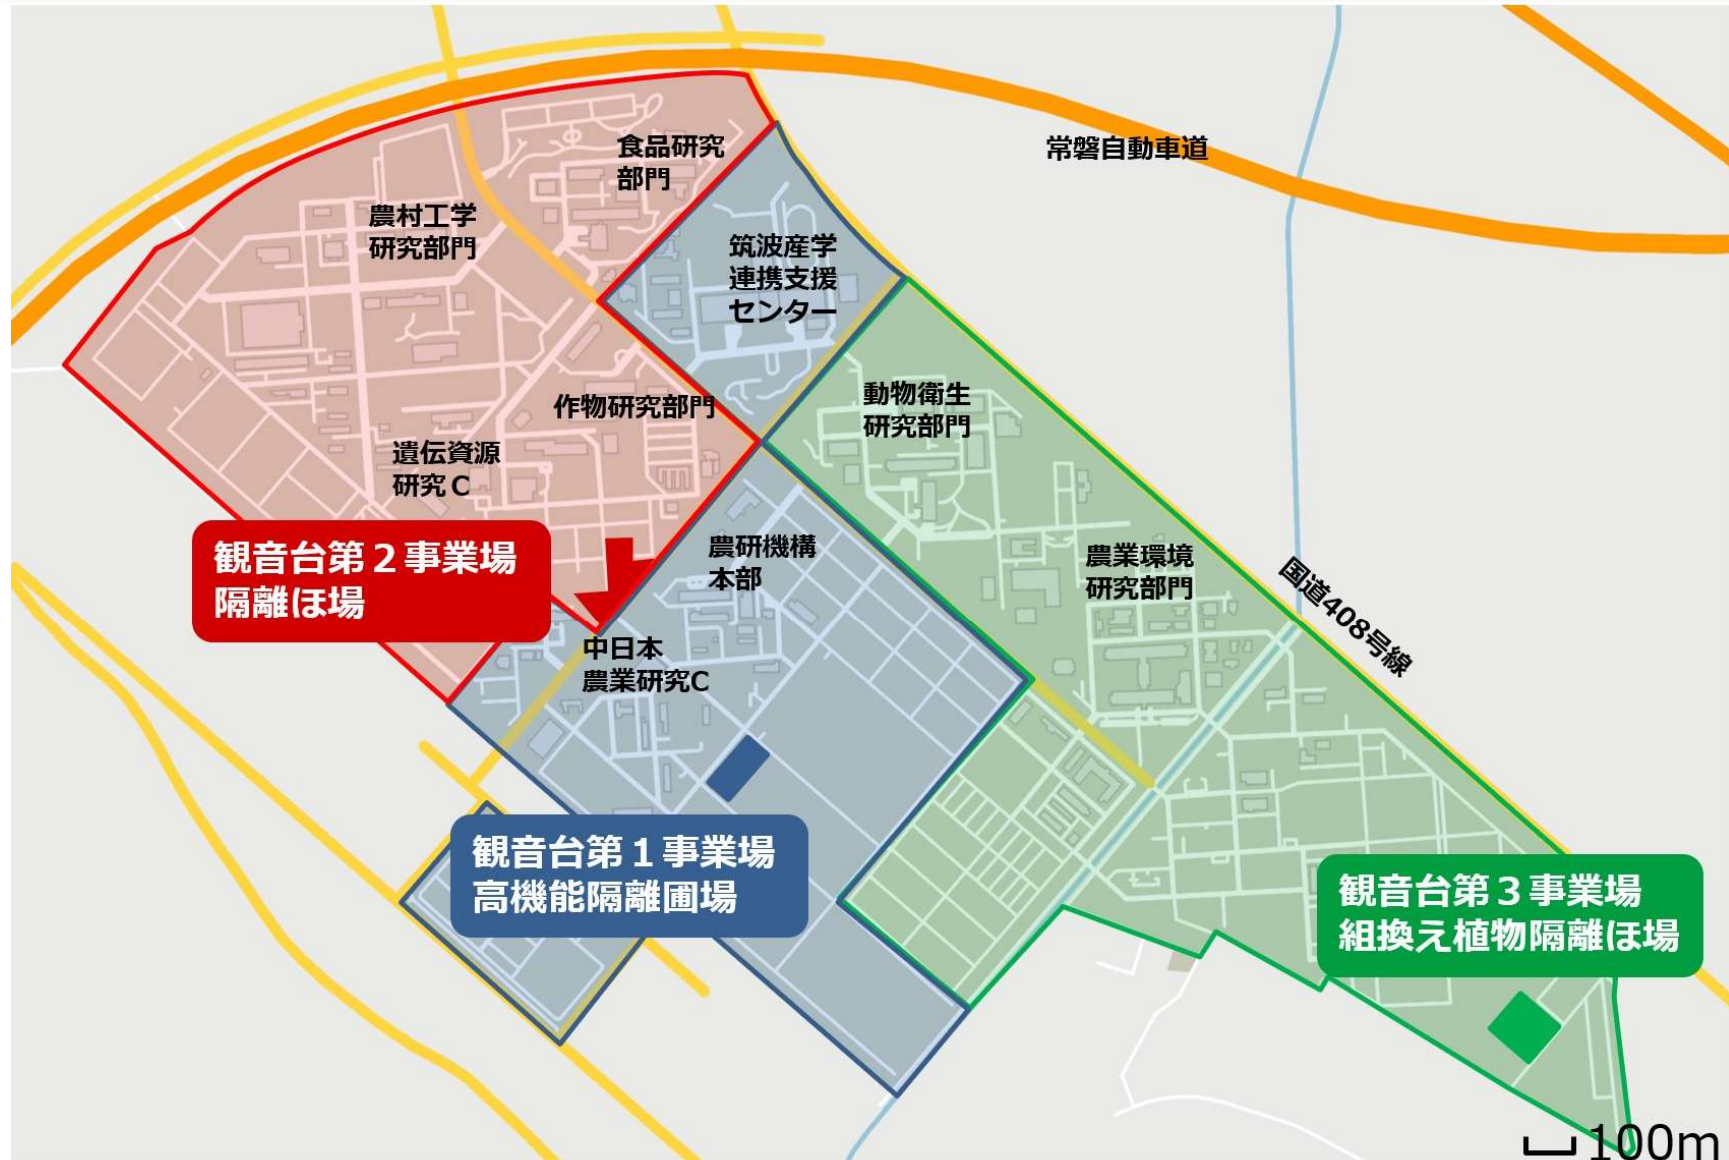 食品研究
部門
常磐自動車道
農村工学
研究部門
筑波産学
連携支援
センター
作物研究部門
動物衛生
研究部門
遺伝資源
研究C
観音台第２事業場
隔離ほ場
農研機構
本部
農業環境
研究部門
国道408号線
中日本
農業研究C
観音台第１事業場
高機能隔離圃場
観音台第３事業場
組換え植物隔離ほ場
100m